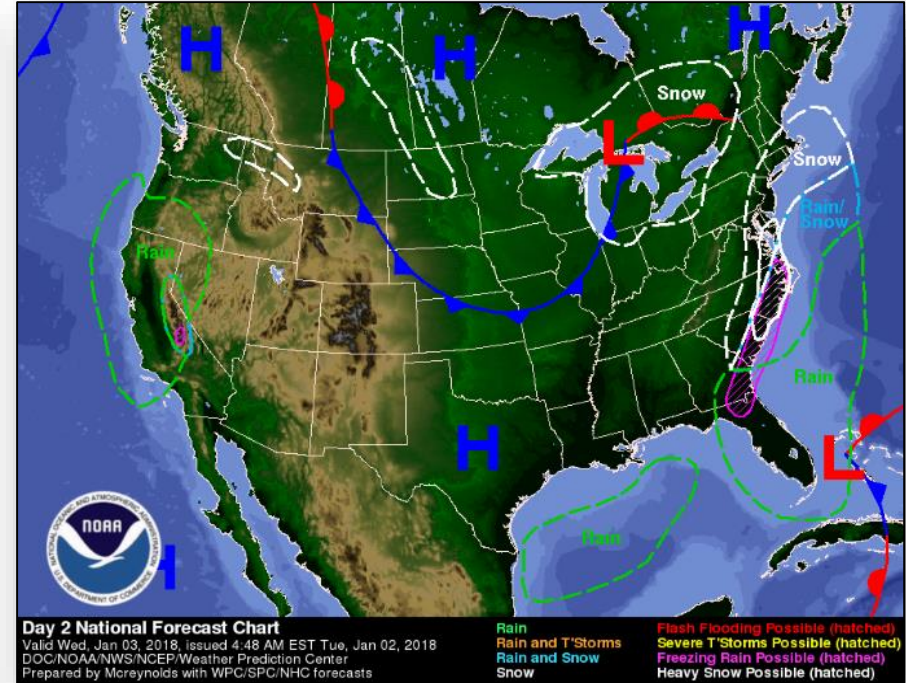 H
H
H
Snow
L
Snow
Rain/
Snow
Rain
Rain
H
L
Rain
NATIONAL OCEANIC AND ATMOSPHERIC ADMINISTRATION
NOAA
U.S. DEPARTMENT OF COMMERCE
H
Day 2 National Forecast Chart
Valid Wed, Jan 03, 2018, issued 4:48 AM EST Tue, Jan 02, 2018
DOC/NOAA/NWS/NCEP/Weather Prediction Center
Prepared by Mcreynolds with WPC/SPC/NHC forecasts
Rain
Rain and T'Storms
Rain and Snow
Snow
Flash Flooding Possible (hatched)
Severe T'Storms Possible (hatched)
Freezing Rain Possible (hatched)
Heavy Snow Possible (hatched)